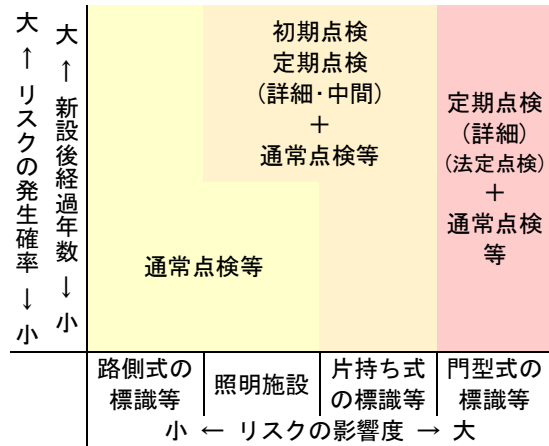 大 ← リスクの発生確率 → 小
大 ← 新設後経過年数 → 小
初期点検
定期点検
(詳細・中間)
+
通常点検等
定期点検
(詳細)
(法定点検)
+
通常点検
等
通常点検等
路側式の
標識等
照明施設
片持ち式
の標識等
門型式の
標識等
小 ← リスクの影響度 → 大